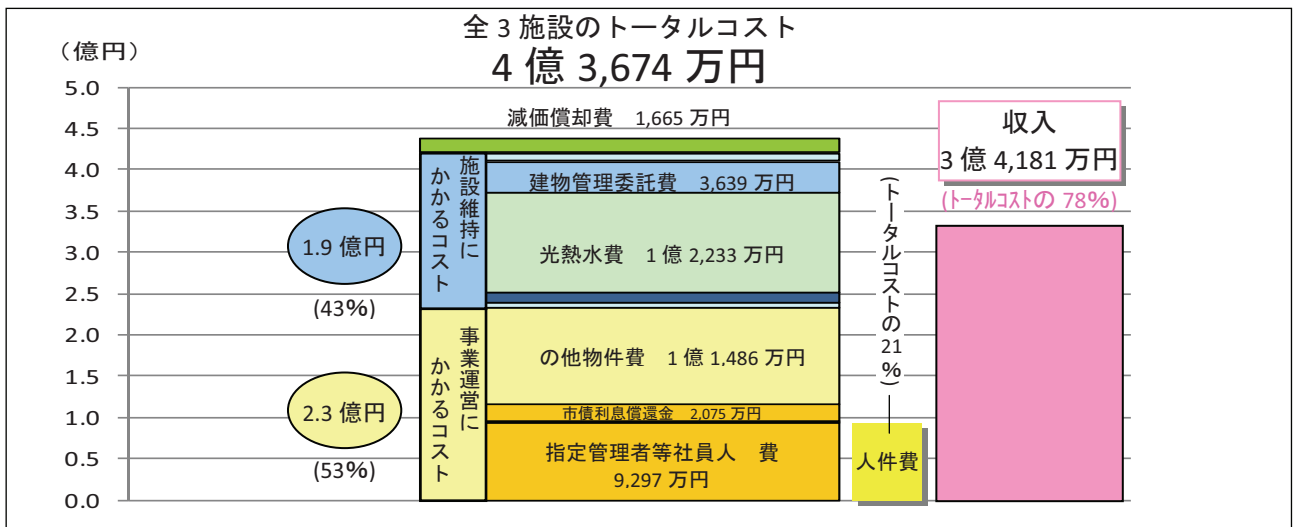 全 3 施設のトータルコスト
4 億 3,674 万円
（億円）
5.0
4.5
4.0
3.5
3.0
2.5
2.0
1.5
1.0
0.5
0.0
減価償却費　1,665 万円
施設維持に
かかるコスト
建物管理委託費　3,639 万円
光熱水費　1 億 2,233 万円
1.9 億円
(43%)
事業運営に
かかるコスト
の他物件費　1 億 1,486 万円
市債利息償還金　2,075 万円
指定管理者等社員人　費
9,297 万円
2.3 億円
(53%)
(トータルコストの 21%)
人件費
収入
3 億 4,181 万円
(ﾄｰﾀﾙｺｽﾄの 78%)